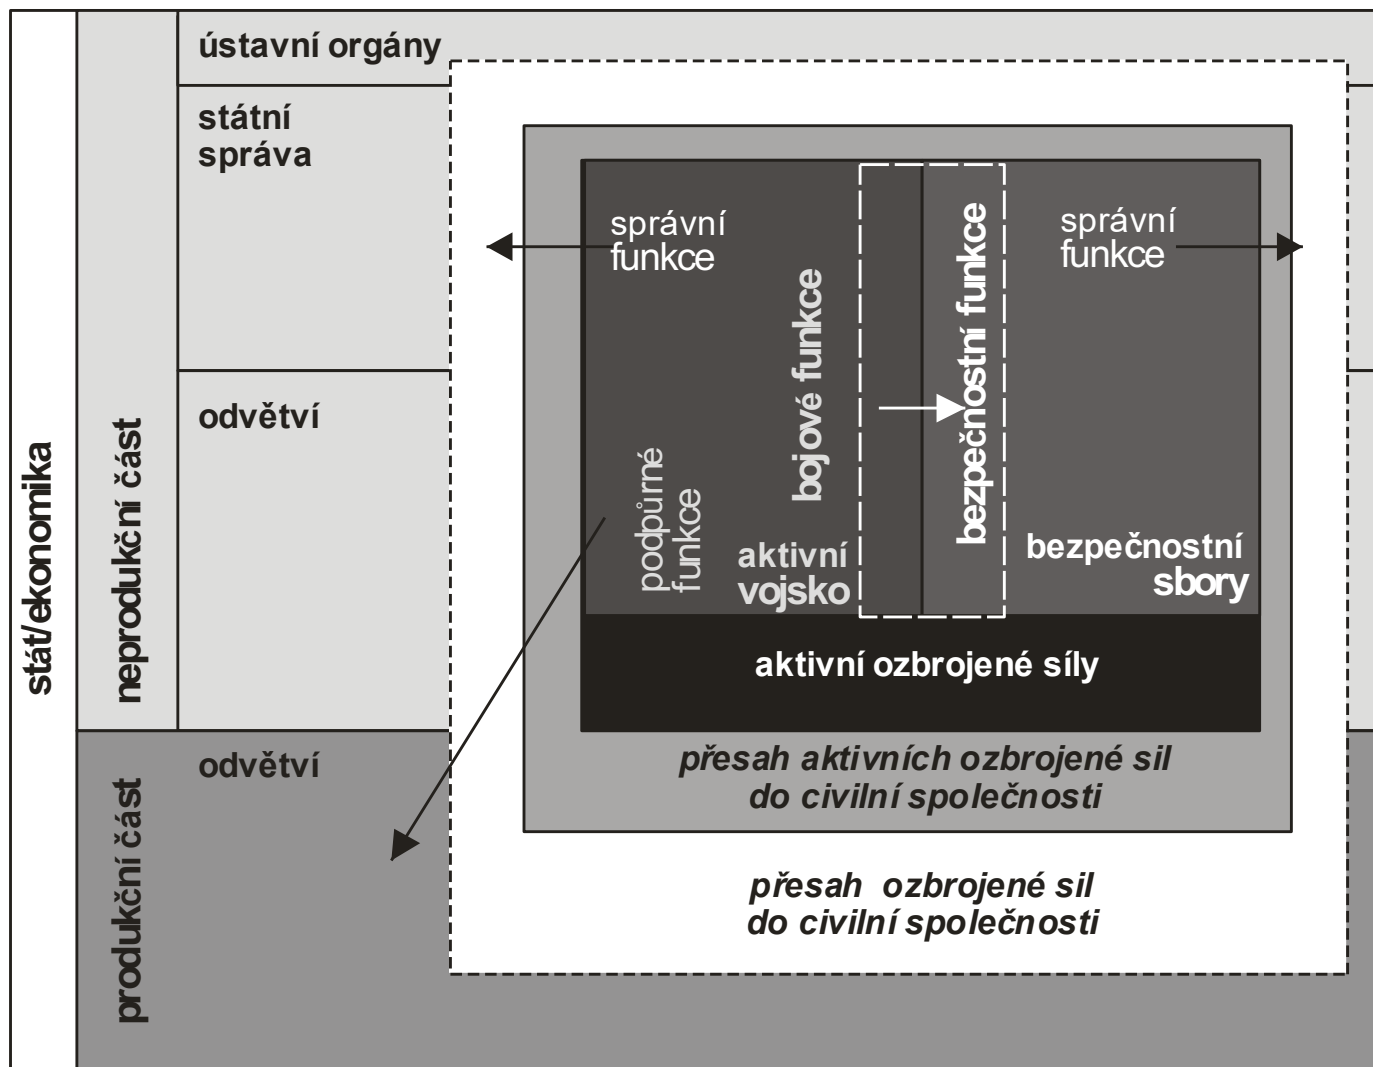 ústavní orgány
státní
správa
odvětví
odvětví
stát/ekonomika
neprodukční část
produkční část
správní
funkce
bojové funkce
podpůrné
funkce
aktivní
vojsko
bezpečnostní funkce
správní
funkce
bezpečnostní
sbory
aktivní ozbrojené síly
přesah aktivních ozbrojené sil
do civilní společnosti
přesah ozbrojené sil
do civilní společnosti